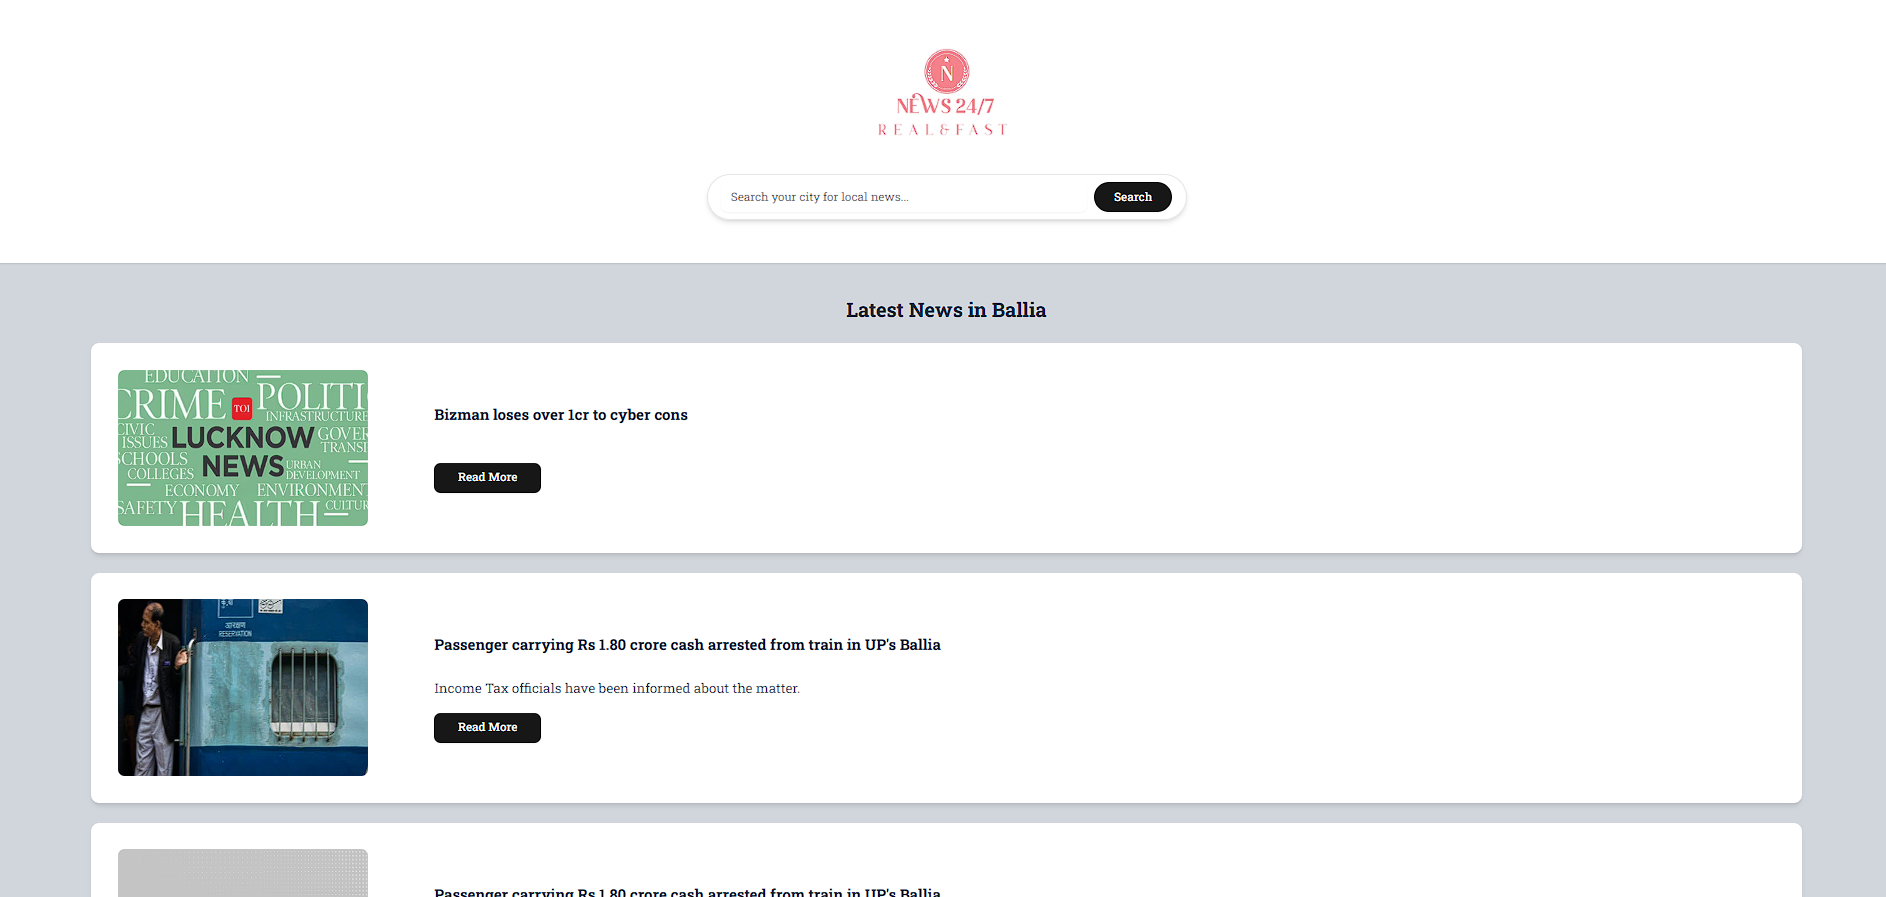 N
NEWS 24/7
REAL&FAST
Search your city for local news...
Search
Latest News in Ballia
EDUCATION
CRIME
POLITI
TOI
INFRASTRUCTURE
CIVIC
ISSUES
LUCKNOW
GOVER
TRANSI
SCHOOLS
COLLEGES
NEWS
URBAN
DEVELOPMENT
ECONOMY
ENVIRONMENT
SAFETY
HEALTH
CULTUR
Bizman loses over 1cr to cyber cons
Read More
आरक्षण
RESERVATION
Passenger carrying Rs 1.80 crore cash arrested from train in UP's Ballia
Income Tax officials have been informed about the matter.
Read More
Passenger carrying Rs 1.80 crore cash arrested from train in UP's Ballia